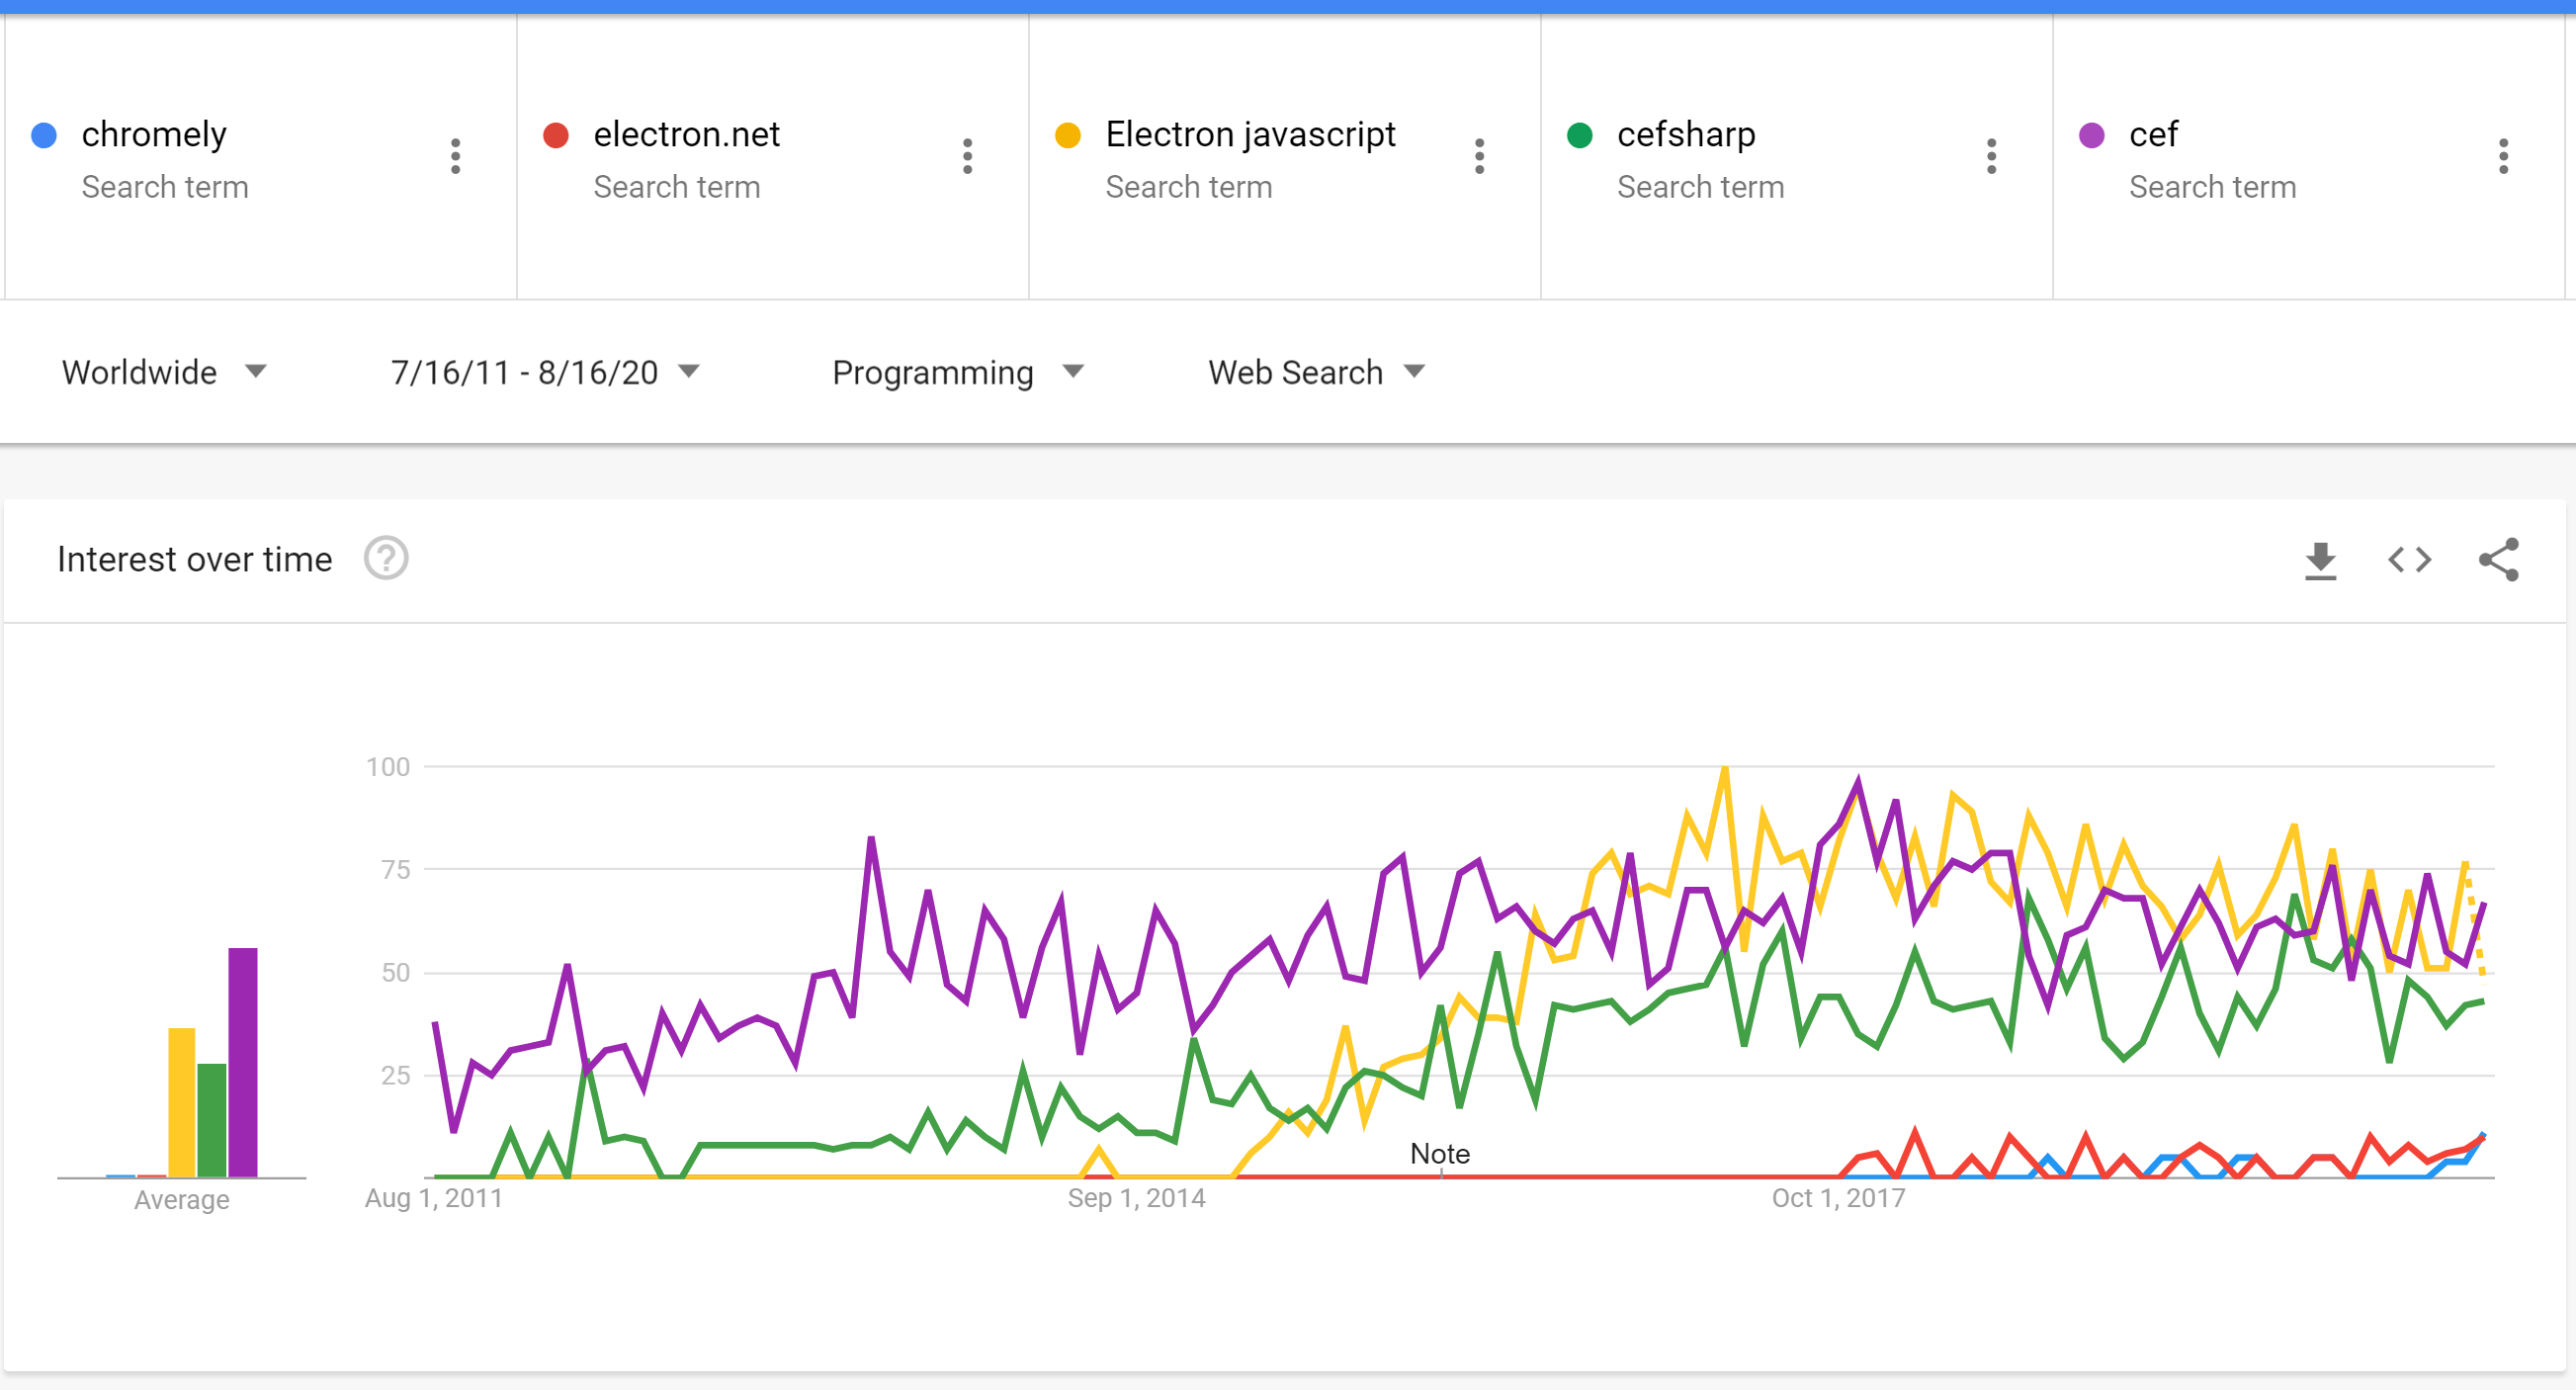 chromely
Search term
electron.net
Search term
Electron javascript
Search term
cefsharp
Search term
cef
Search term
Worldwide
7/16/11 - 8/16/20
Programming
Web Search
Interest over time
?
100
75
50
25
Note
Average
Aug 1, 2011
Sep 1, 2014
Oct 1, 2017